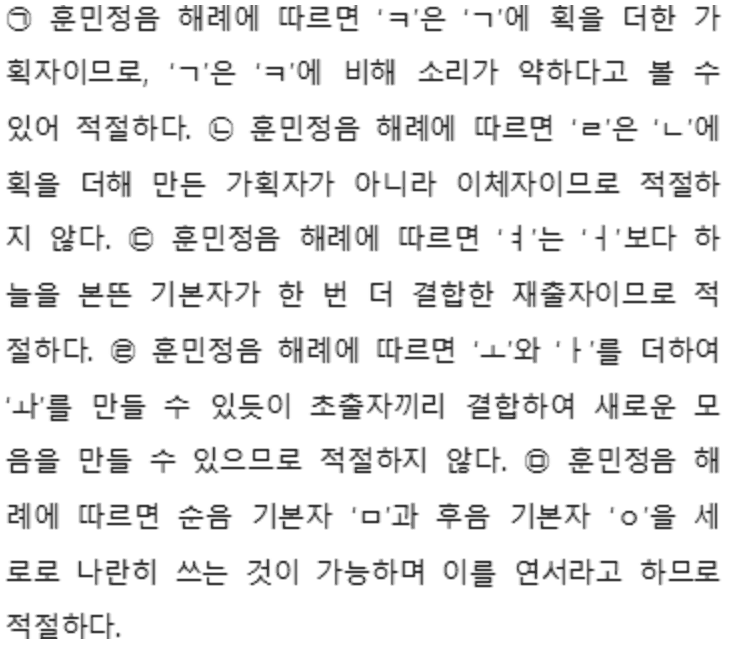 ㉠ 훈민정음 해례에 따르면 ‘ㅋ’은 ‘ㄱ’에 획을 더한 가
획자이므로, ‘ㄱ’은 ‘ㅋ’에 비해 소리가 약하다고 볼 수
있어 적절하다. ㉡ 훈민정음 해례에 따르면 ‘ㄹ’은 ‘ㄴ’에
획을 더해 만든 가획자가 아니라 이체자이므로 적절하
지 않다. ㉢ 훈민정음 해례에 따르면 ‘ㅕ’는 ‘ㅓ’보다 하
늘을 본뜬 기본자가 한 번 더 결합한 재출자이므로 적
절하다. ㉣ 훈민정음 해례에 따르면 ‘ㅗ’와 ‘ㅏ’를 더하여
‘ㅘ’를 만들 수 있듯이 초출자끼리 결합하여 새로운 모
음을 만들 수 있으므로 적절하지 않다. ㉤ 훈민정음 해
례에 따르면 순음 기본자 ‘ㅁ’과 후음 기본자 ‘ㅇ’을 세
로로 나란히 쓰는 것이 가능하며 이를 연서라고 하므로
적절하다.